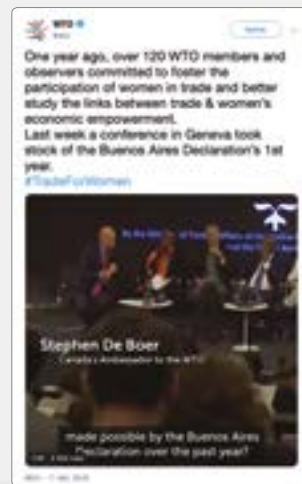 WTO
One year ago, over 120 WTO members and
observers committed to foster the
participation of women in trade and better
study the links between trade & women's
economic empowerment.
Last week a conference in Geneva took
stock of the Buenos Aires Declaration's 1st
year.
#TradeForWomen
Stephen De Boer
Canada's Ambassador to the WTO
made possible by the Buenos Aires
Declaration over the past year?